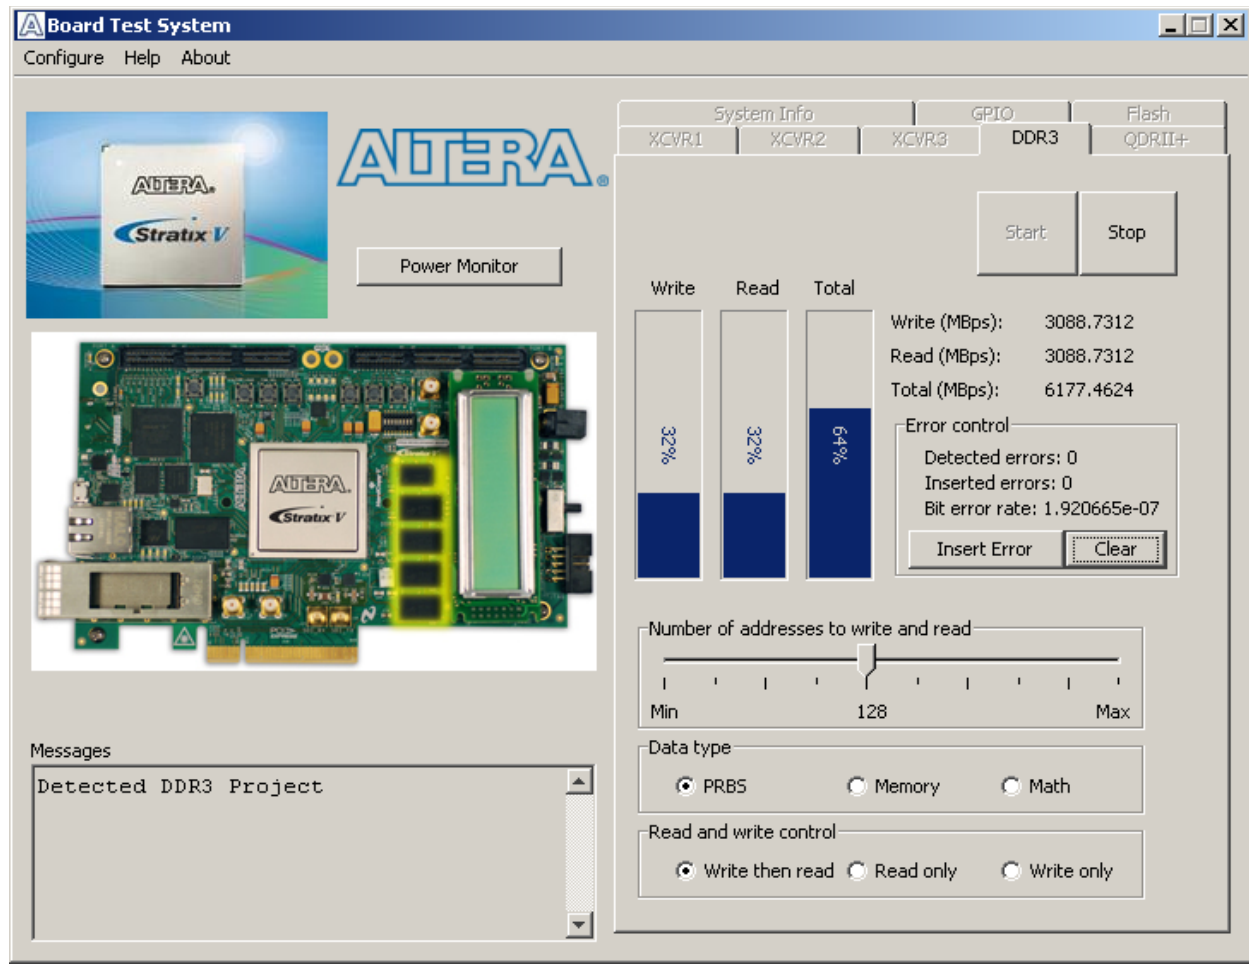 Board Test System
Configure Help About
ALTERA®
Stratix V
ALTERA®
Power Monitor
ALTERA
Stratix V
Messages
Detected DDR3 Project
System Info GPIO Flash
XCVR1 XCVR2 XCVR3 DDR3 QDRII+
Start Stop
Write Read Total
32% 32% 64%
Write (MBps): 3088.7312
Read (MBps): 3088.7312
Total (MBps): 6177.4624
Error control
Detected errors: 0
Inserted errors: 0
Bit error rate: 1.920665e-07
Insert Error Clear
Number of addresses to write and read
Min 128 Max
Data type
PRBS Memory Math
Read and write control
Write then read Read only Write only